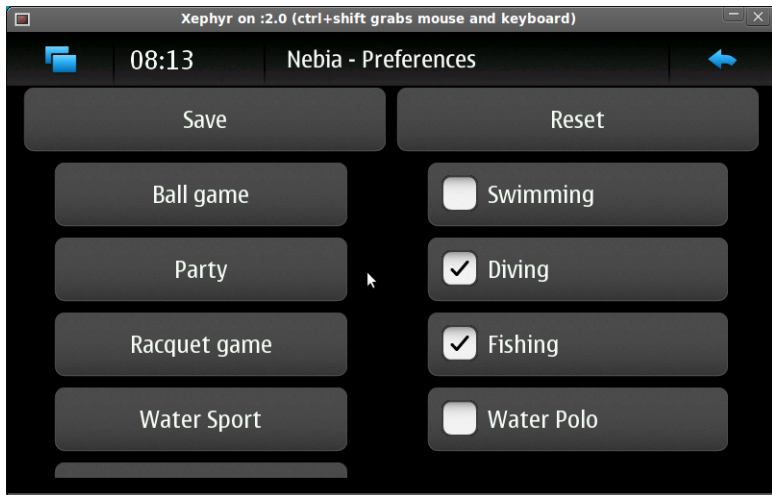 Xephyr on :2.0 (ctrl+shift grabs mouse and keyboard)
08:13 Nebia - Preferences
Save Reset
Ball game Swimming
Party Diving
Racquet game Fishing
Water Sport Water Polo